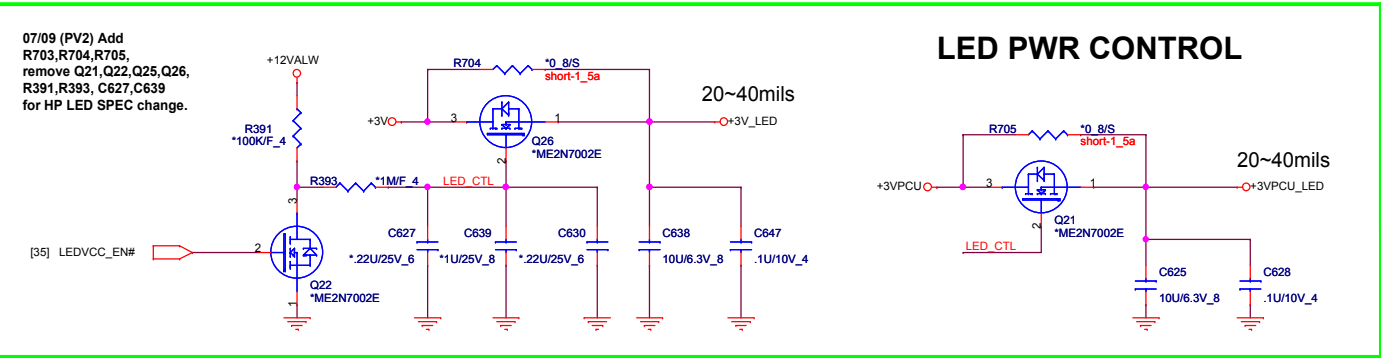 07/09 (PV2) Add
R703,R704,R705,
remove Q21,Q22,Q25,Q26,
R391,R393, C627,C639
for HP LED SPEC change.
LED PWR CONTROL
+12VALW
R391
*100K/F_4
R704
*0_8/S
short-1_5a
20~40mils
+3V
3
1
+3V_LED
Q26
*ME2N7002E
2
R393
*1M/F_4
LED_CTL
3
[35] LEDVCC_EN#
2
Q22
*ME2N7002E
1
C627
*.22U/25V_6
C639
*1U/25V_8
C630
*.22U/25V_6
C638
10U/6.3V_8
C647
.1U/10V_4
R705
*0_8/S
short-1_5a
20~40mils
+3VPCU
3
1
+3VPCU_LED
Q21
*ME2N7002E
2
LED_CTL
C625
10U/6.3V_8
C628
.1U/10V_4